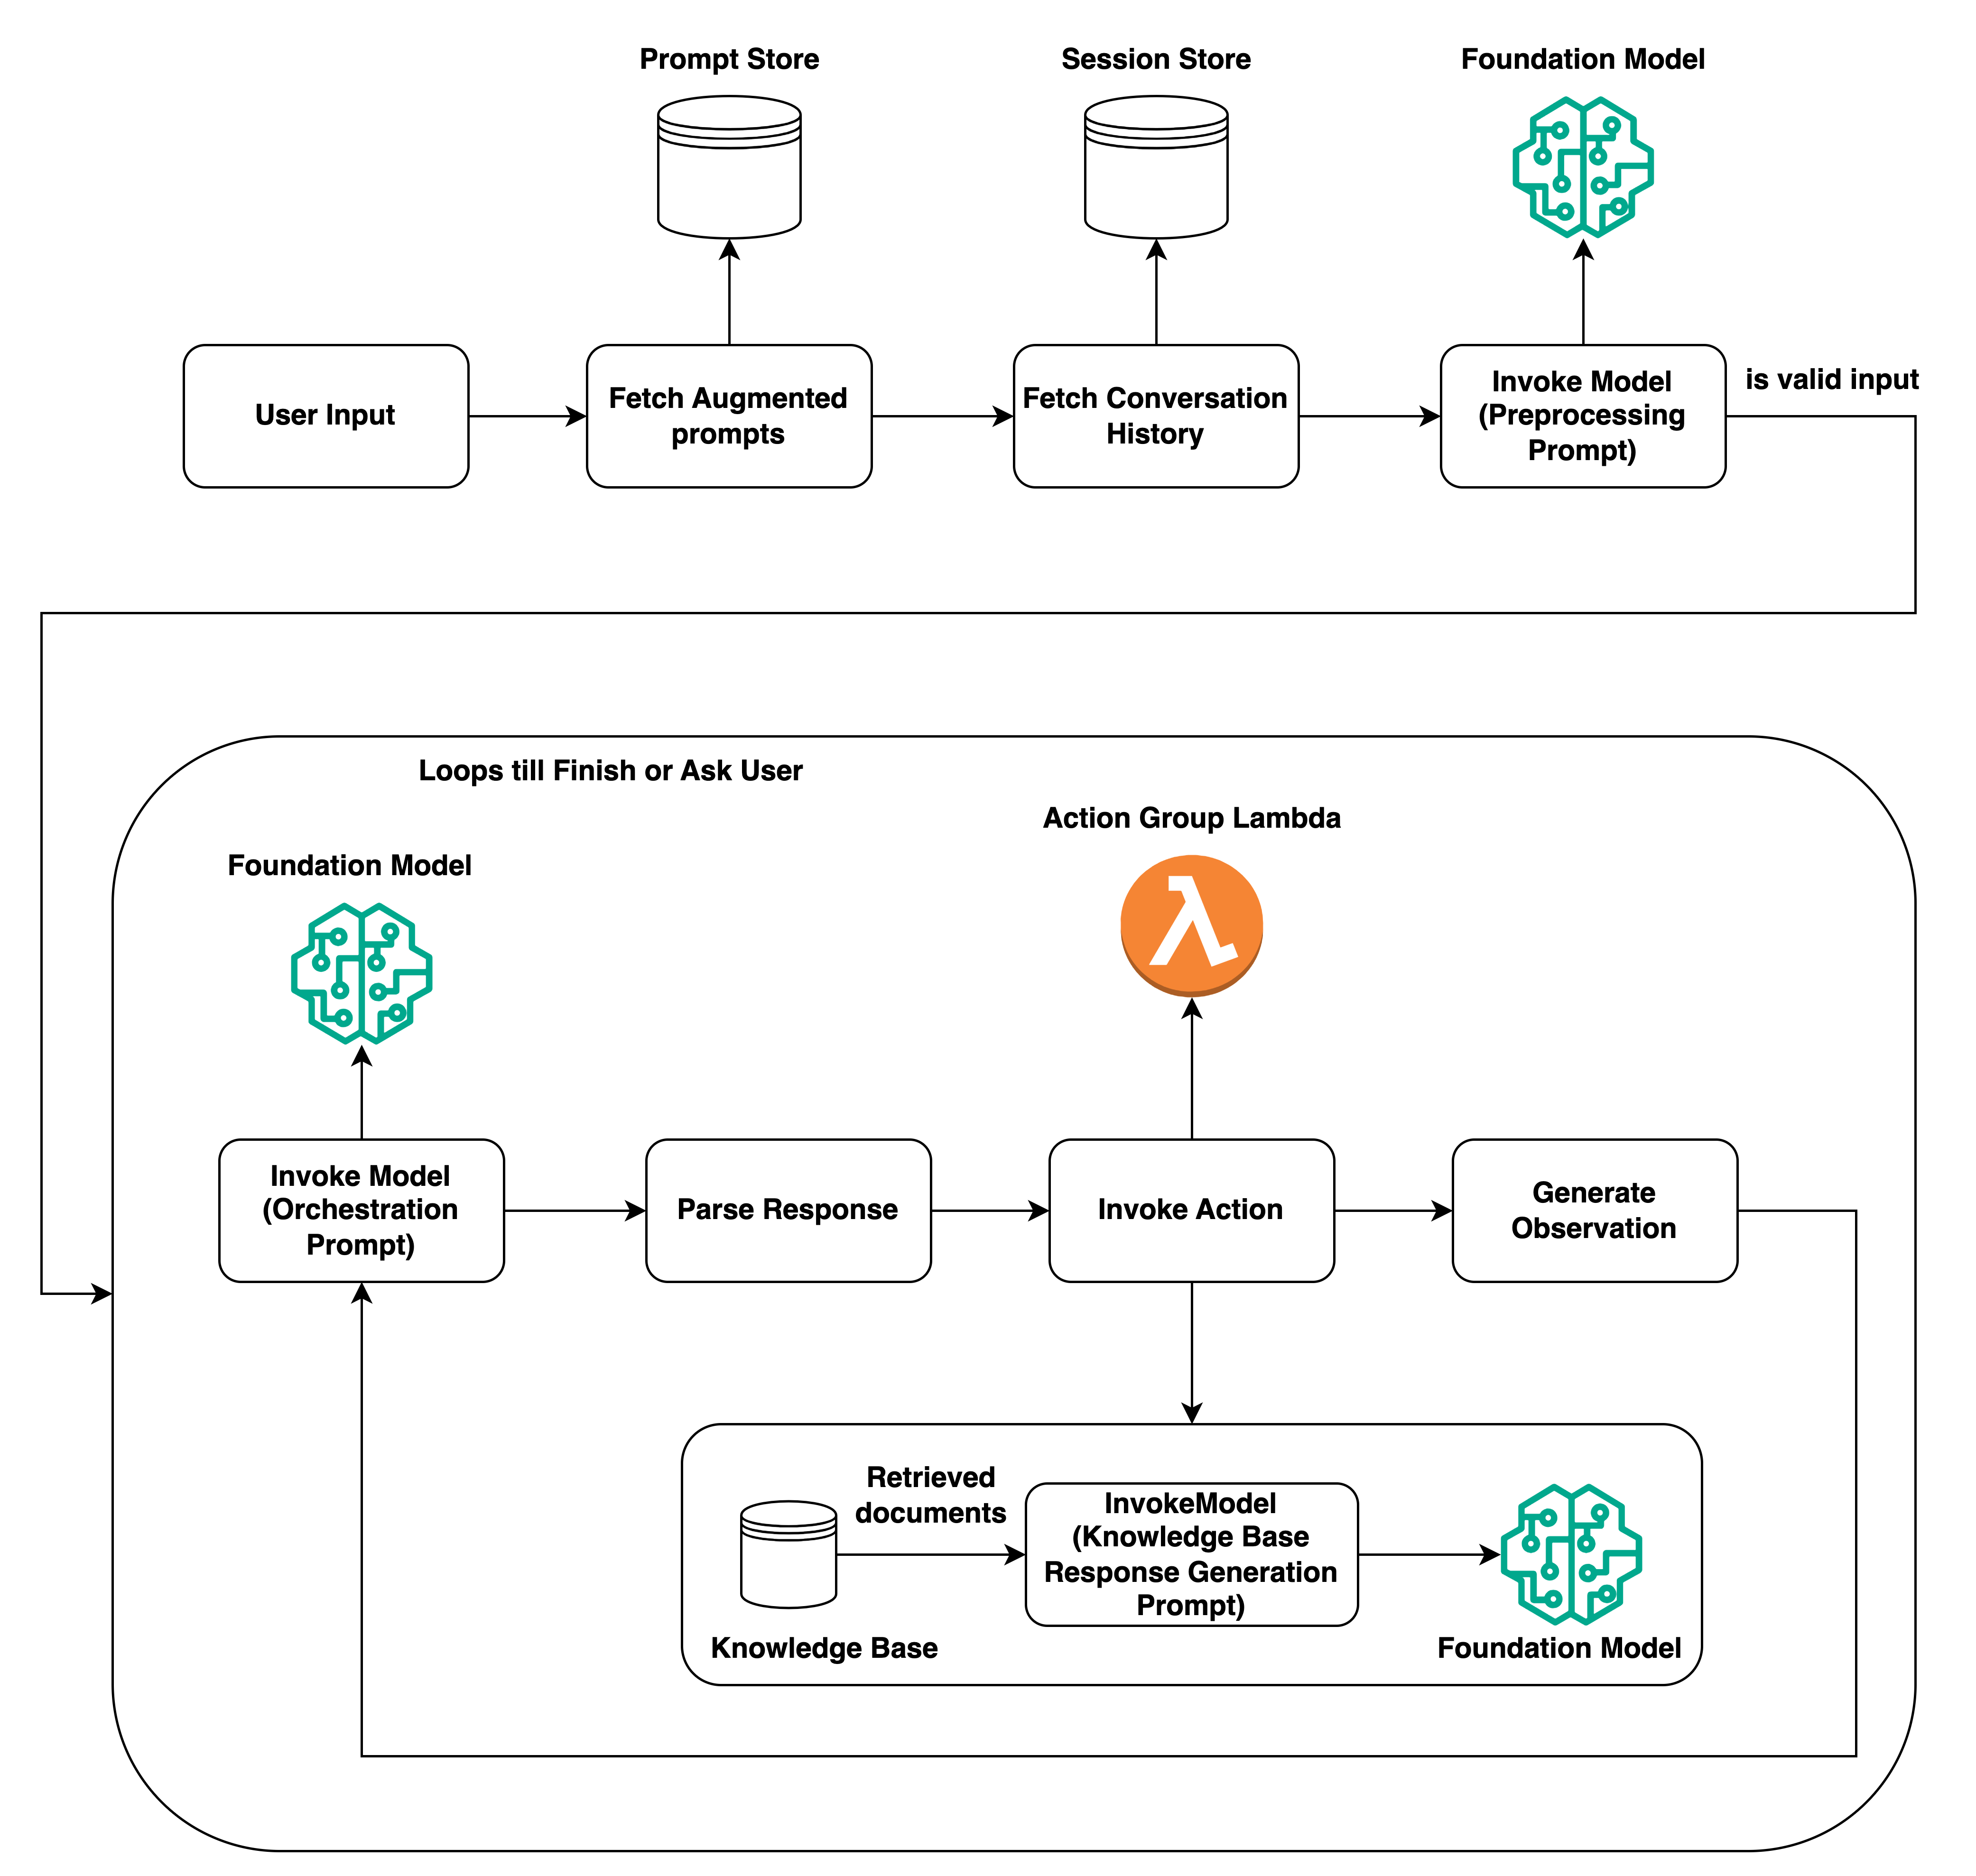 Prompt Store
Session Store
Foundation Model
User Input
Fetch Augmented
prompts
Fetch Conversation
History
Invoke Model
(Preprocessing
Prompt)
is valid input
Loops till Finish or Ask User
Action Group Lambda
Foundation Model
Invoke Model
(Orchestration
Prompt)
Parse Response
Invoke Action
Generate
Observation
Retrieved
documents
InvokeModel
(Knowledge Base
Response Generation
Prompt)
Knowledge Base
Foundation Model